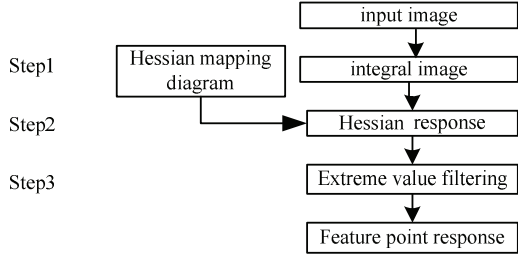 input image
Step1
Hessian mapping
diagram
integral image
Step2
Hessian response
Step3
Extreme value filtering
Feature point response